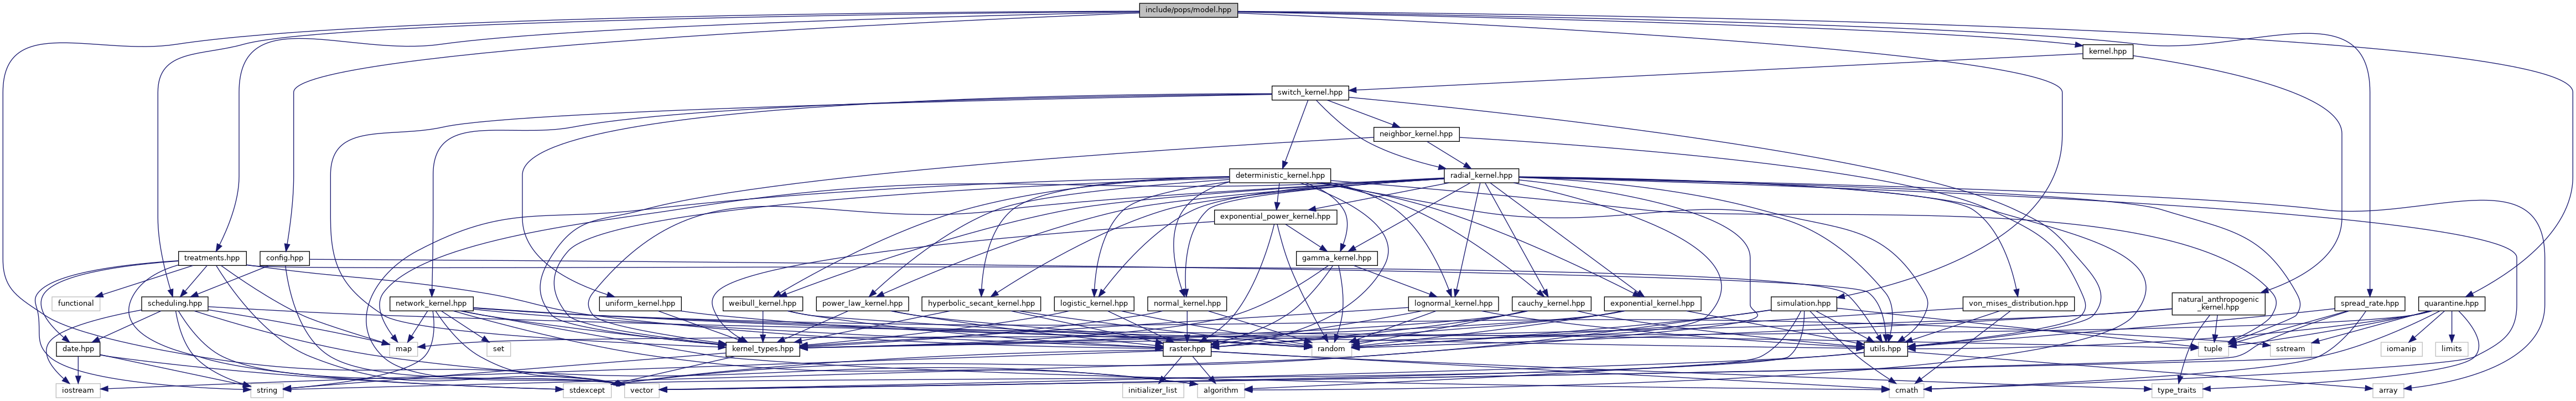 include/pops/model.hpp
kernel.hpp
switch_kernel.hpp
neighbor_kernel.hpp
deterministic_kernel.hpp
radial_kernel.hpp
exponential_power_kernel.hpp
treatments.hpp
config.hpp
gamma_kernel.hpp
functional
scheduling.hpp
network_kernel.hpp
uniform_kernel.hpp
weibull_kernel.hpp
power_law_kernel.hpp
hyperbolic_secant_kernel.hpp
logistic_kernel.hpp
normal_kernel.hpp
lognormal_kernel.hpp
cauchy_kernel.hpp
exponential_kernel.hpp
simulation.hpp
von_mises_distribution.hpp
natural_anthropogenic
_kernel.hpp
spread_rate.hpp
quarantine.hpp
date.hpp
map
set
kernel_types.hpp
raster.hpp
random
utils.hpp
tuple
sstream
iomanip
limits
iostream
string
stdexcept
vector
initializer_list
algorithm
cmath
type_traits
array